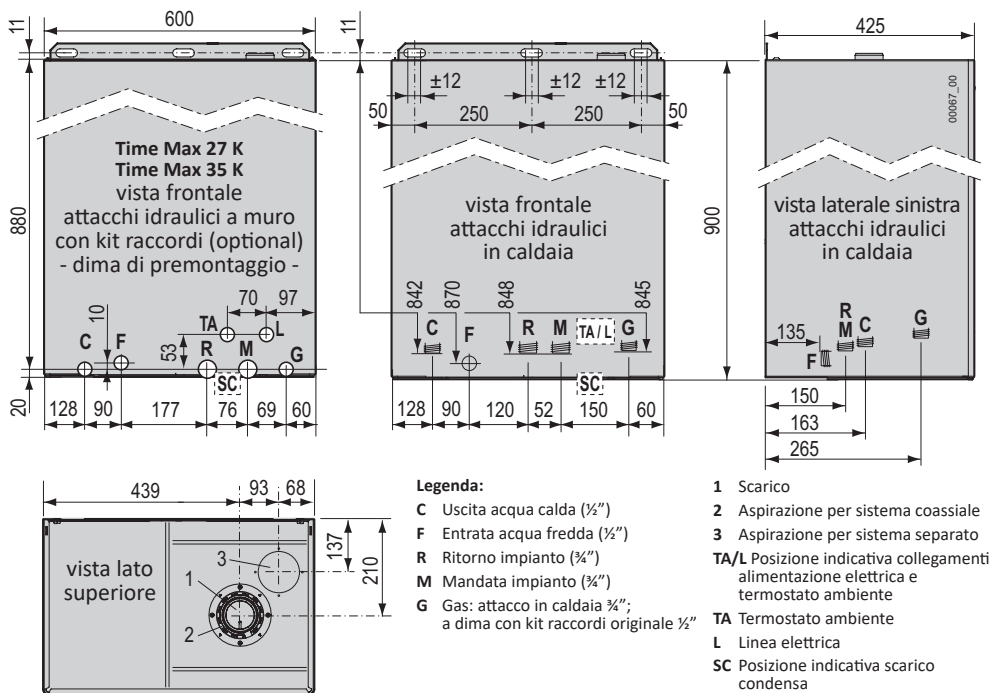 11
600
880
Time Max 27 K
Time Max 35 K
vista frontale
attacchi idraulici a muro
con kit raccordi (optional)
- dima di premontaggio -
70
97
10
TA
L
C
F
53
R
M
G
SC
20
128
90
177
76
69
60
11
±12
±12
±12
50
250
250
50
vista frontale
attacchi idraulici
in caldaia
900
842
870
848
845
C
F
R
M
TA / L
G
SC
128
90
120
52
150
60
425
00067_00
vista laterale sinistra
attacchi idraulici
in caldaia
135
R
M
C
G
F
150
163
265
439
93
68
137
210
vista lato
superiore
3
1
2
Legenda:
C Uscita acqua calda (½”)
F Entrata acqua fredda (½”)
R Ritorno impianto (¾”)
M Mandata impianto (¾”)
G Gas: attacco in caldaia ¾”;
a dima con kit raccordi originale ½”
1 Scarico
2 Aspirazione per sistema coassiale
3 Aspirazione per sistema separato
TA/L Posizione indicativa collegamenti
alimentazione elettrica e
termostato ambiente
TA Termostato ambiente
L Linea elettrica
SC Posizione indicativa scarico
condensa